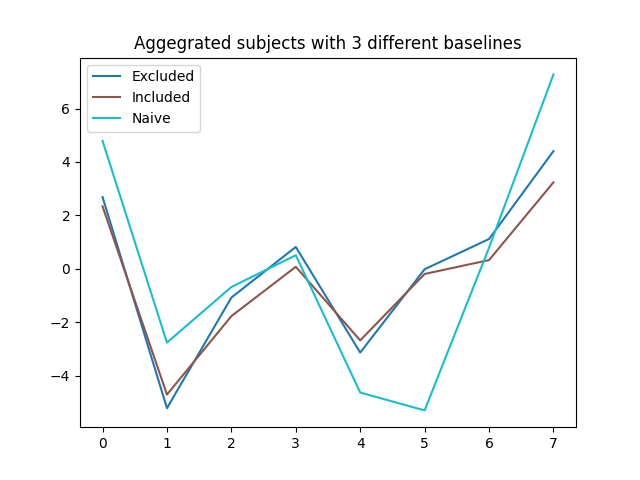 Aggegrated subjects with 3 different baselines
Excluded
Included
Naive
6
4
2
0
−2
−4
0 1 2 3 4 5 6 7